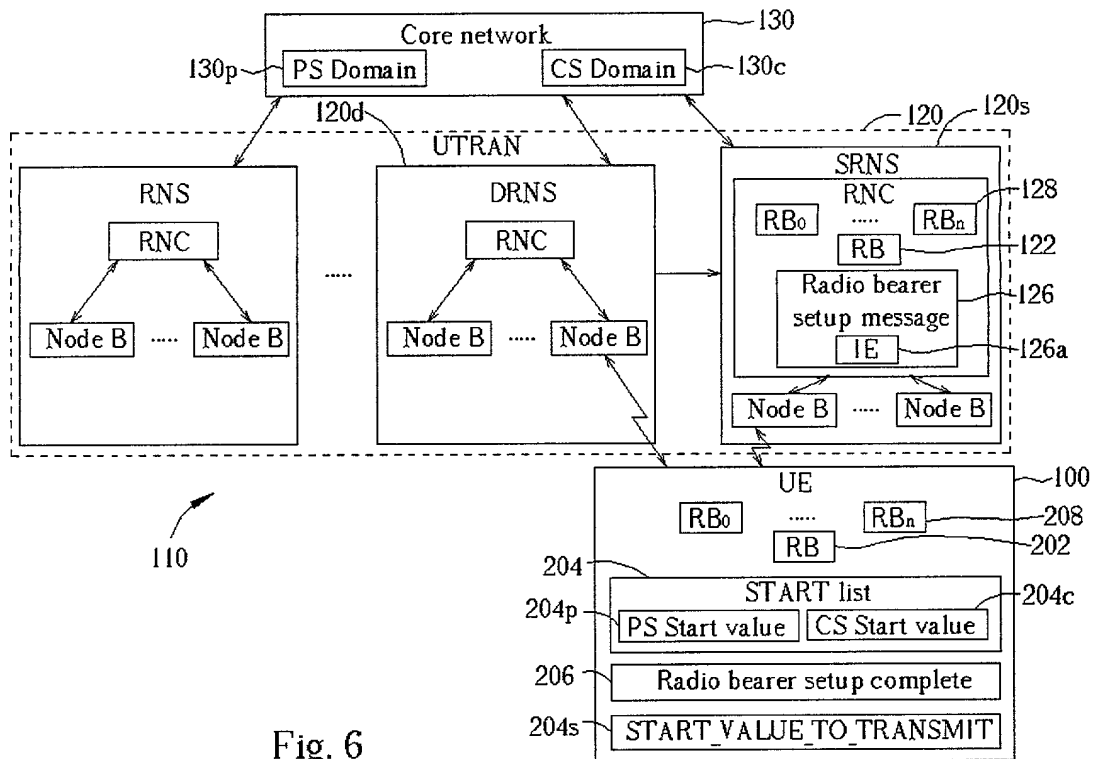 Core network
130
130p
PS Domain
CS Domain
130c
120d
120
120s
UTRAN
RNS
RNC
Node B ..... Node B
.....
DRNS
RNC
Node B ..... Node B
SRNS
RNC
128
RB0 ..... RBn
RB
122
Radio bearer
setup message
126
IE
126a
Node B ..... Node B
110
UE
100
RB0 ..... RBn
208
RB
202
204
START list
204p
PS Start value
CS Start value
204c
206
Radio bearer setup complete
204s
START_VALUE_TO_TRANSMIT
Fig. 6